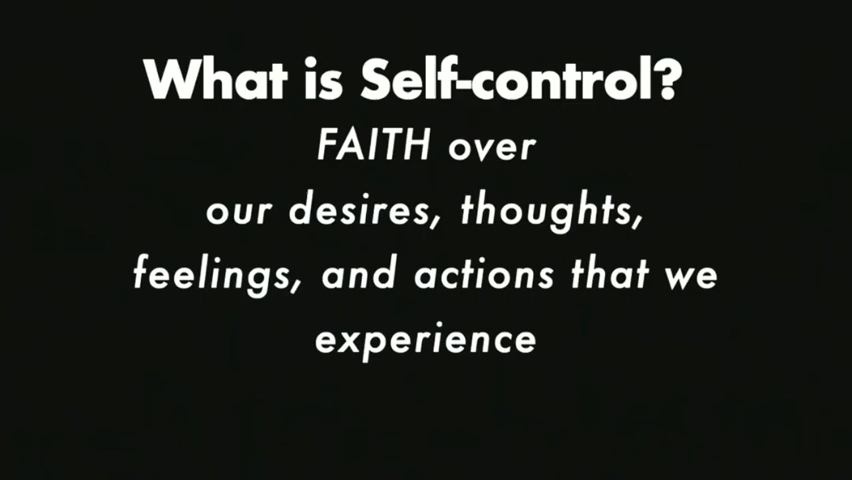 What is Self-control?
FAITH over
our desires, thoughts,
feelings, and actions that we
experience